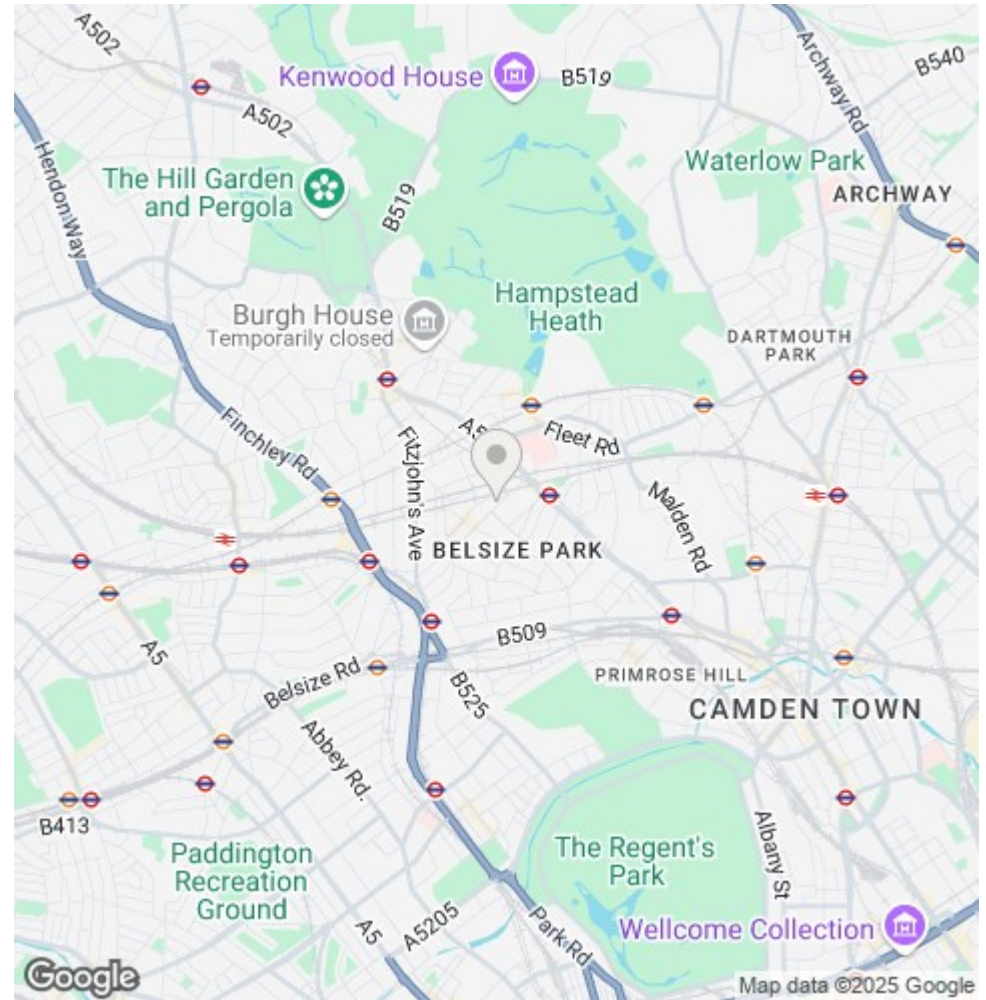 A502
Kenwood House
B519
B540
Archway Rd
A502
Hendon Way
The Hill Garden
and Pergola
B519
Waterlow Park
ARCHWAY
Hampstead
Heath
Burgh House
Temporarily closed
DARTMOUTH
PARK
Finchley Rd
Fitzjohn's Ave
Fleet Rd
Malden Rd
BELSIZE PARK
A5
B509
Belsize Rd
B525
PRIMROSE HILL
CAMDEN TOWN
Abbey Rd.
B413
Paddington
Recreation
Ground
The Regent's
Park
Albany St
A5
A5205
Park Rd
Wellcome Collection
Google
Map data ©2025 Google